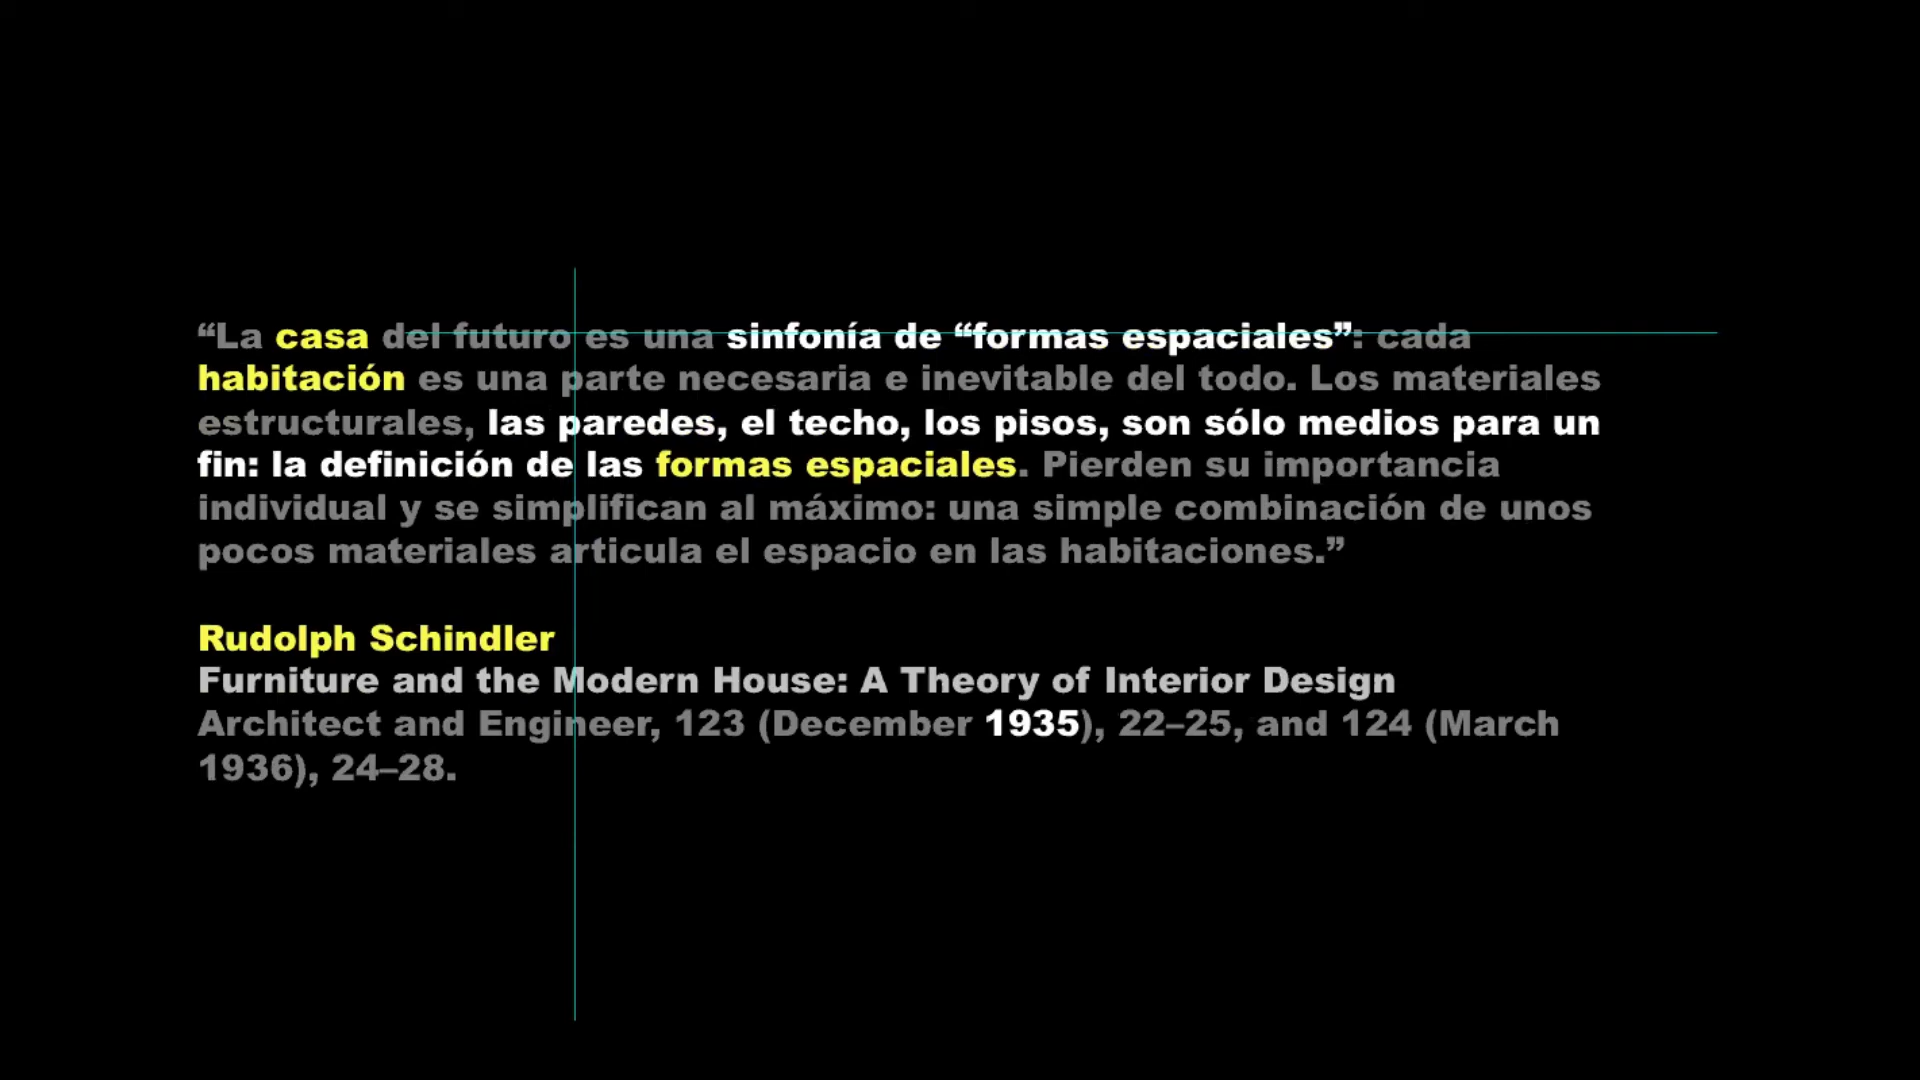 “La casa del futuro es una sinfonía de “formas espaciales”: cada
habitación es una parte necesaria e inevitable del todo. Los materiales
estructurales, las paredes, el techo, los pisos, son sólo medios para un
fin: la definición de las formas espaciales. Pierden su importancia
individual y se simplifican al máximo: una simple combinación de unos
pocos materiales articula el espacio en las habitaciones.”
Rudolph Schindler
Furniture and the Modern House: A Theory of Interior Design
Architect and Engineer, 123 (December 1935), 22–25, and 124 (March
1936), 24–28.